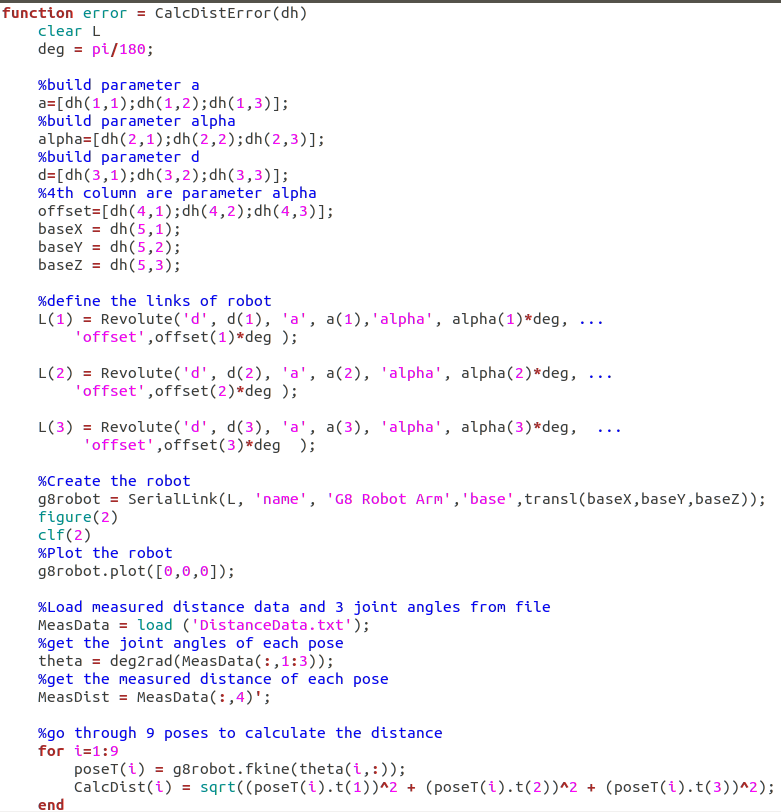 function error = CalcDistError(dh)
    clear L
    deg = pi/180;

    %build parameter a
    a=[dh(1,1);dh(1,2);dh(1,3)];
    %build parameter alpha
    alpha=[dh(2,1);dh(2,2);dh(2,3)];
    %build parameter d
    d=[dh(3,1);dh(3,2);dh(3,3)];
    %4th column are parameter alpha
    offset=[dh(4,1);dh(4,2);dh(4,3)];
    baseX = dh(5,1);
    baseY = dh(5,2);
    baseZ = dh(5,3);

    %define the links of robot
    L(1) = Revolute('d', d(1), 'a', a(1),'alpha', alpha(1)*deg, ...
        'offset',offset(1)*deg );

    L(2) = Revolute('d', d(2), 'a', a(2), 'alpha', alpha(2)*deg, ...
        'offset',offset(2)*deg );

    L(3) = Revolute('d', d(3), 'a', a(3), 'alpha', alpha(3)*deg,  ...
         'offset',offset(3)*deg  );

    %Create the robot
    g8robot = SerialLink(L, 'name', 'G8 Robot Arm','base',transl(baseX,baseY,baseZ));
    figure(2)
    clf(2)
    %Plot the robot
    g8robot.plot([0,0,0]);

    %Load measured distance data and 3 joint angles from file
    MeasData = load ('DistanceData.txt');
    %get the joint angles of each pose
    theta = deg2rad(MeasData(:,1:3));
    %get the measured distance of each pose
    MeasDist = MeasData(:,4)';

    %go through 9 poses to calculate the distance
    for i=1:9
        poseT(i) = g8robot.fkine(theta(i,:));
        CalcDist(i) = sqrt((poseT(i).t(1))^2 + (poseT(i).t(2))^2 + (poseT(i).t(3))^2);
    end